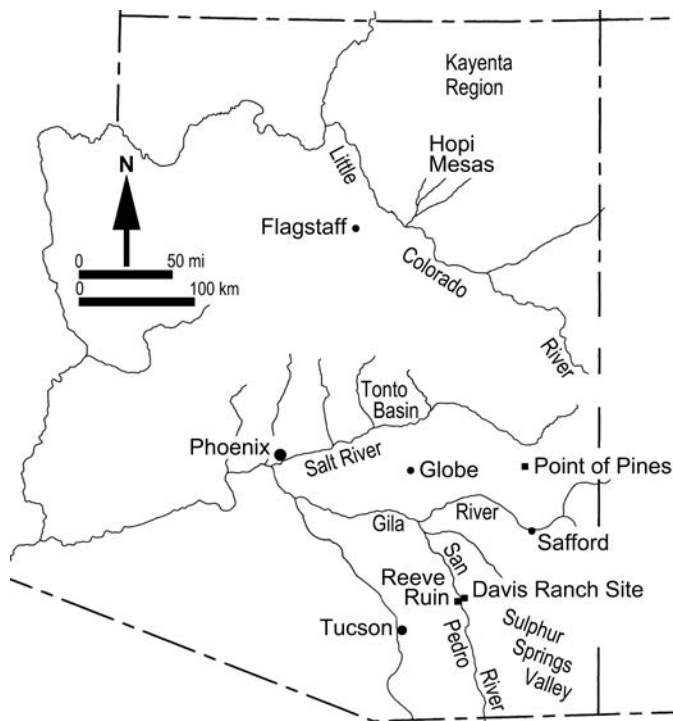 Kayenta
Region
Hopi
Mesas
N
Little
Flagstaff
0 50 mi
0 100 km
Colorado
River
Tonto
Basin
Phoenix
Salt River
Globe
Point of Pines
Gila
River
Safford
San
Reeve
Ruin
Davis Ranch Site
Tucson
Pedro
River
Sulphur
Springs
Valley